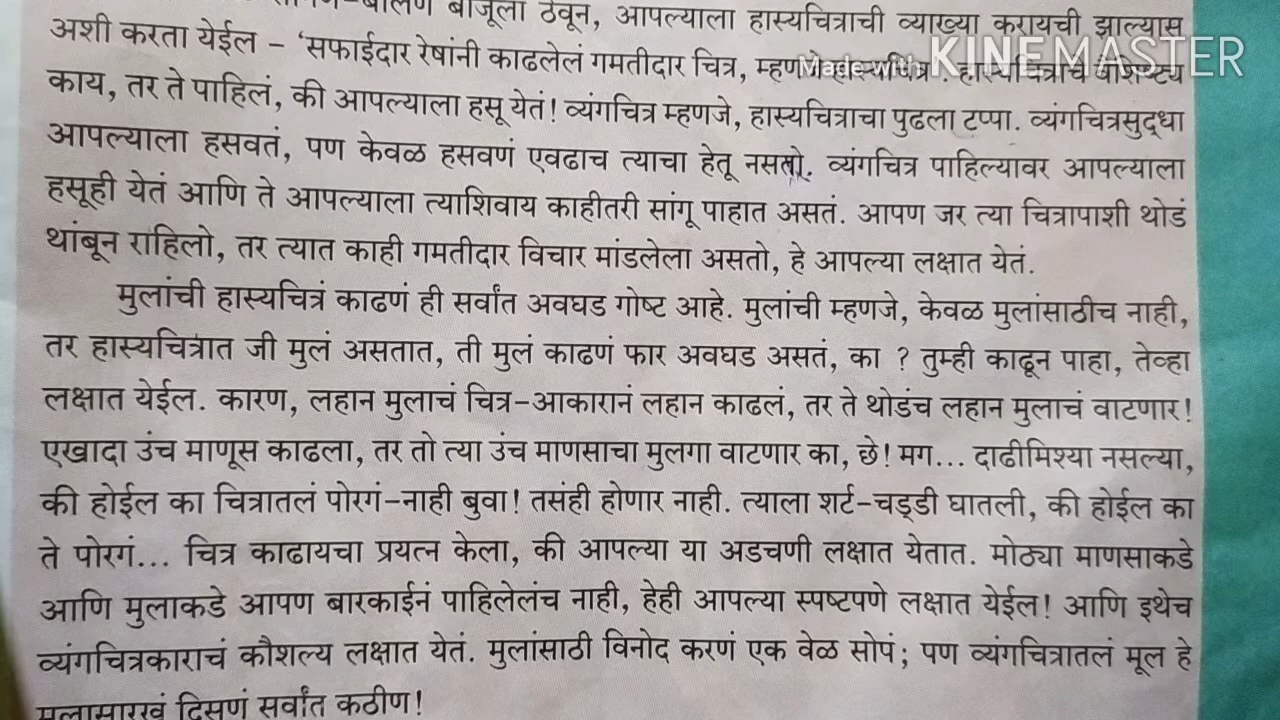 बाजूला ठेवून, आपल्याला हास्यचित्राची व्याख्या करायची झाल्यास
अशी करता येईल – ‘सफाईदार रेषांनी काढलेलं गमतीदार चित्र, म्हणजे हास्यचित्र. हास्यचित्राचं वैशिष्ट्य
Made with KINEMASTER
काय, तर ते पाहिलं, की आपल्याला हसू येतं! व्यंगचित्र म्हणजे, हास्यचित्राचा पुढला टप्पा. व्यंगचित्रसुद्धा
आपल्याला हसवतं, पण केवळ हसवणं एवढाच त्याचा हेतू नसतो. व्यंगचित्र पाहिल्यावर आपल्याला
हसूही येतं आणि ते आपल्याला त्याशिवाय काहीतरी सांगू पाहात असतं. आपण जर त्या चित्रापाशी थोडं
थांबून राहिलो, तर त्यात काही गमतीदार विचार मांडलेला असतो, हे आपल्या लक्षात येतं.
मुलांची हास्यचित्रं काढणं ही सर्वांत अवघड गोष्ट आहे. मुलांची म्हणजे, केवळ मुलांसाठीच नाही,
तर हास्यचित्रात जी मुलं असतात, ती मुलं काढणं फार अवघड असतं, का ? तुम्ही काढून पाहा, तेव्हा
लक्षात येईल. कारण, लहान मुलाचं चित्र–आकारानं लहान काढलं, तर ते थोडंच लहान मुलाचं वाटणार!
एखादा उंच माणूस काढला, तर तो त्या उंच माणसाचा मुलगा वाटणार का, छे! मग... दाढीमिश्या नसल्या,
की होईल का चित्रातलं पोरगं–नाही बुवा! तसंही होणार नाही. त्याला शर्ट–चड्डी घातली, की होईल का
ते पोरगं... चित्र काढायचा प्रयत्न केला, की आपल्या या अडचणी लक्षात येतात. मोठ्या माणसाकडे
आणि मुलाकडे आपण बारकाईनं पाहिलेलंच नाही, हेही आपल्या स्पष्टपणे लक्षात येईल! आणि इथेच
व्यंगचित्रकाराचं कौशल्य लक्षात येतं. मुलांसाठी विनोद करणं एक वेळ सोपं; पण व्यंगचित्रातलं मूल हे
मुलासारखं दिसणं सर्वांत कठीण!